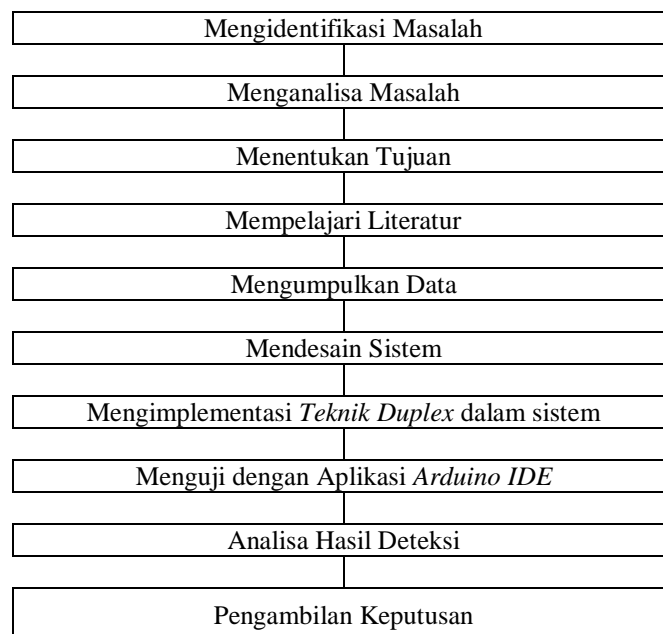 Mengidentifikasi Masalah
Menganalisa Masalah
Menentukan Tujuan
Mempelajari Literatur
Mengumpulkan Data
Mendesain Sistem
Mengimplementasi Teknik Duplex dalam sistem
Menguji dengan Aplikasi Arduino IDE
Analisa Hasil Deteksi
Pengambilan Keputusan